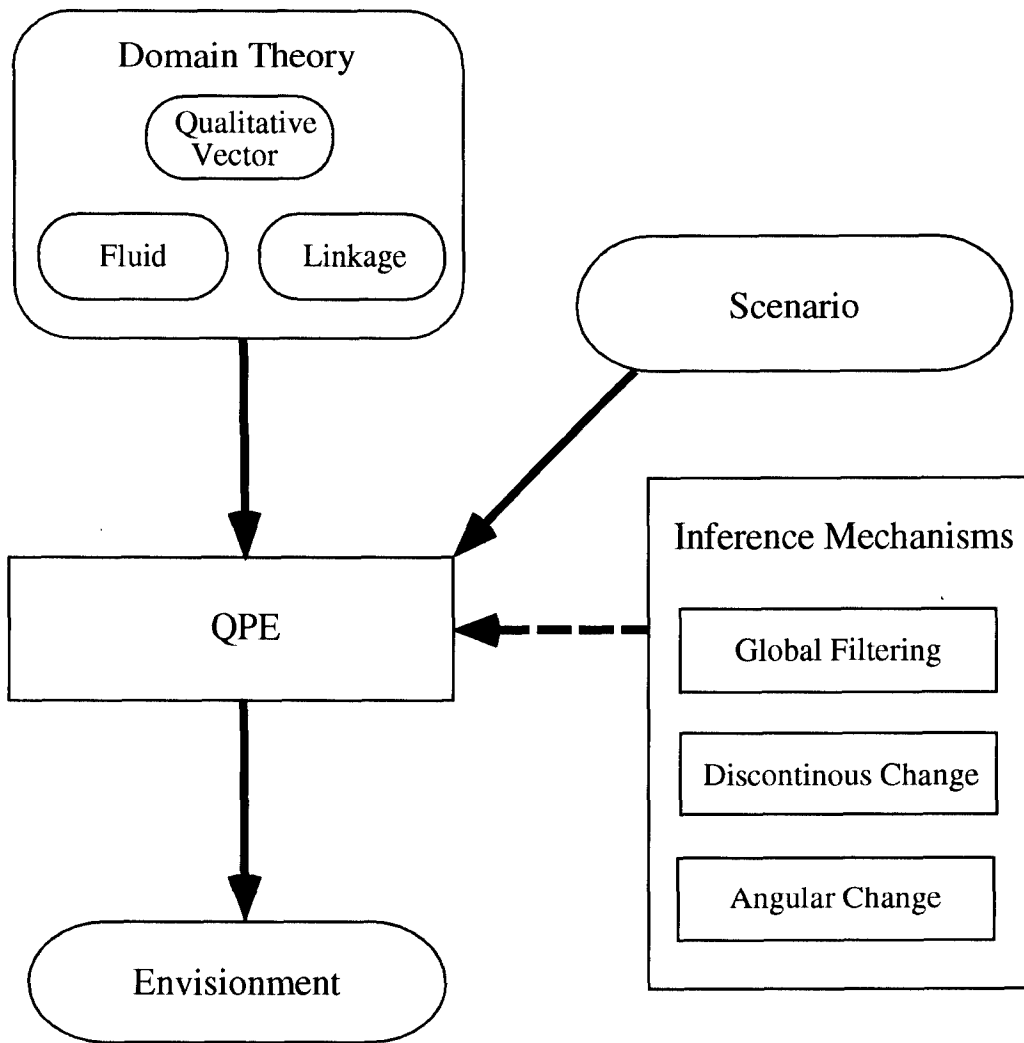 Domain Theory
Qualitative
Vector
Fluid
Linkage
Scenario
Inference Mechanisms
QPE
Global Filtering
Discontinous Change
Angular Change
Envisionment